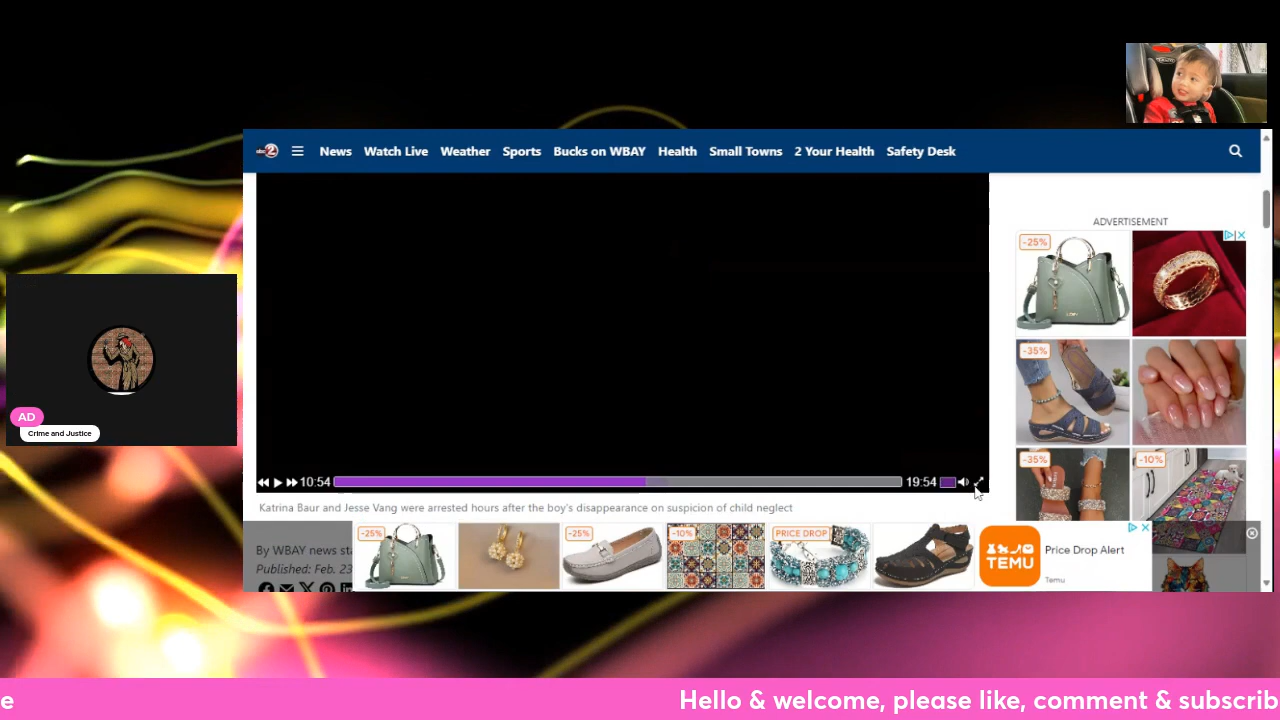 abc 2
News Watch Live Weather Sports Bucks on WBAY Health Small Towns 2 Your Health Safety Desk
ADVERTISEMENT
-25%
-35%
-35%
-10%
AD
Crime and Justice
10:54
19:54
Katrina Baur and Jesse Vang were arrested hours after the boy's disappearance on suspicion of child neglect
By WBAY news sta
Published: Feb. 23
-25%
-25%
-10%
PRICE DROP
TEMU
Price Drop Alert
Temu
e
Hello & welcome, please like, comment & subscrib